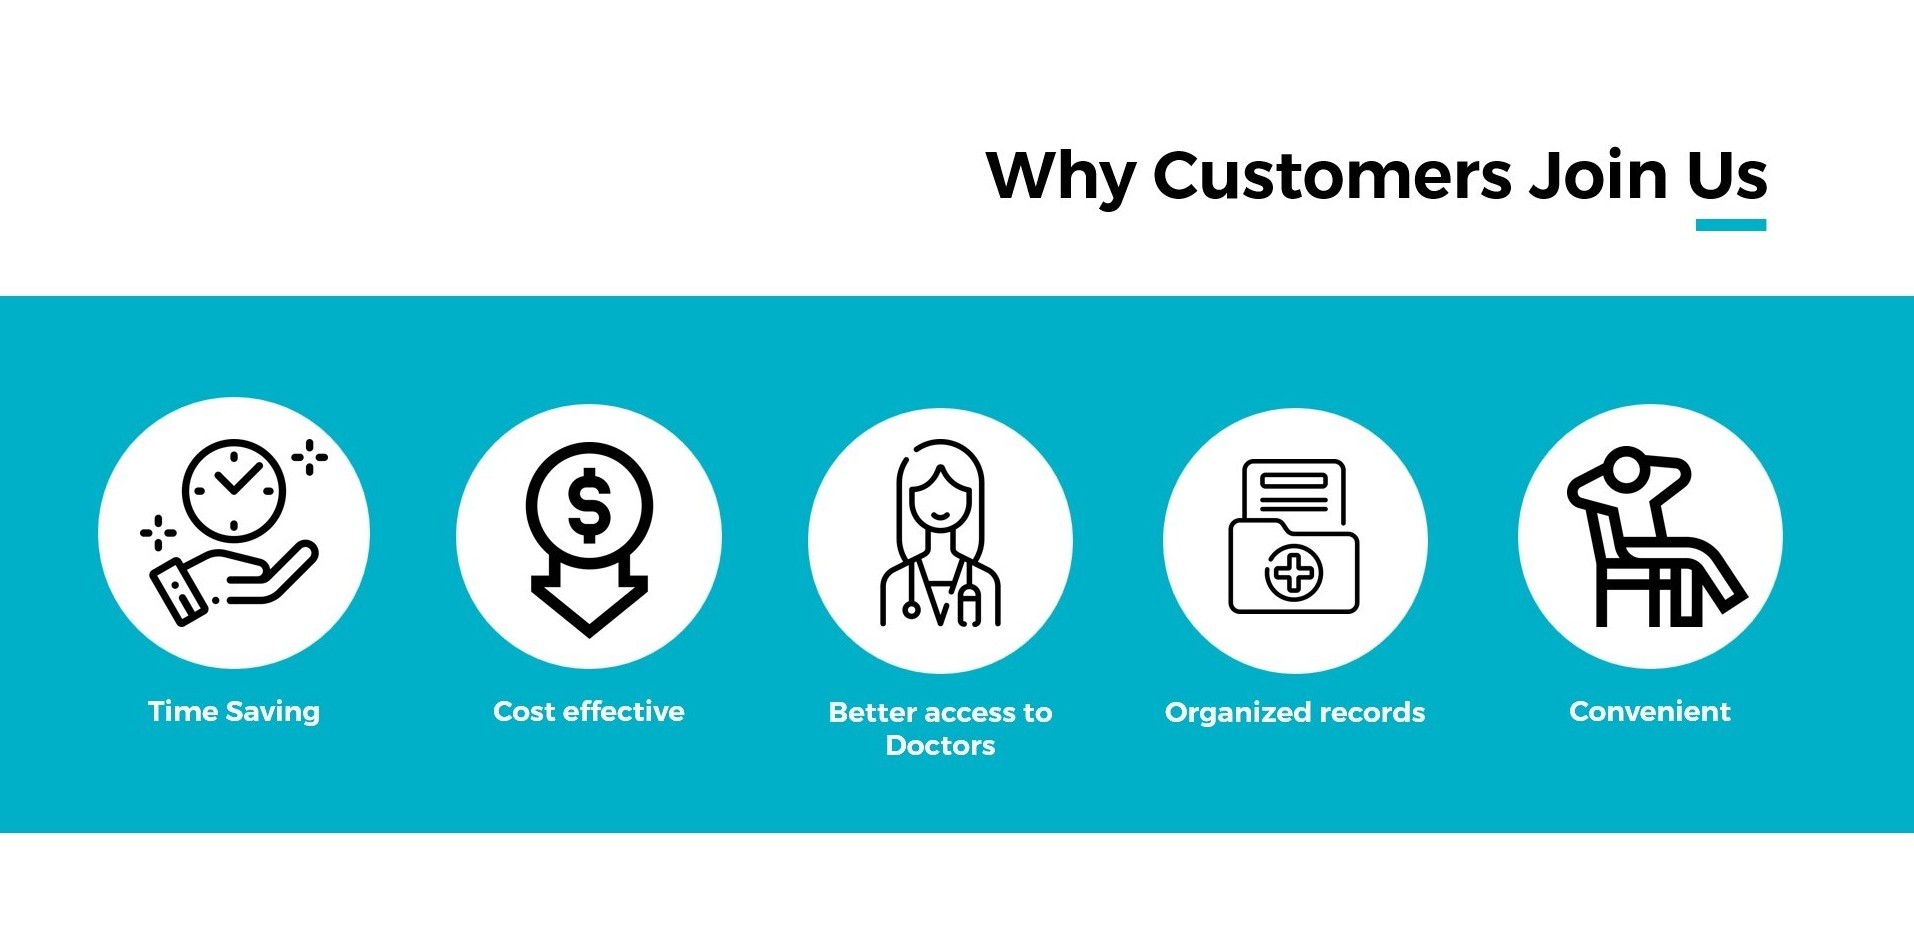 Why Customers Join Us
Time Saving
Cost effective
Better access to
Doctors
Organized records
Convenient